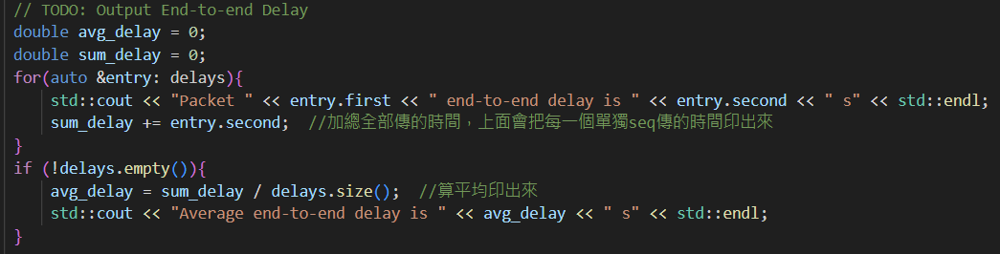 // TODO: Output End-to-end Delay
double avg_delay = 0;
double sum_delay = 0;
for(auto &entry: delays){
    std::cout << "Packet " << entry.first << " end-to-end delay is " << entry.second << " s" << std::endl;
    sum_delay += entry.second;  //加總全部傳的時間，上面會把每一個單獨seq傳的時間印出來
}
if (!delays.empty()){
    avg_delay = sum_delay / delays.size();  //算平均印出來
    std::cout << "Average end-to-end delay is " << avg_delay << " s" << std::endl;
}